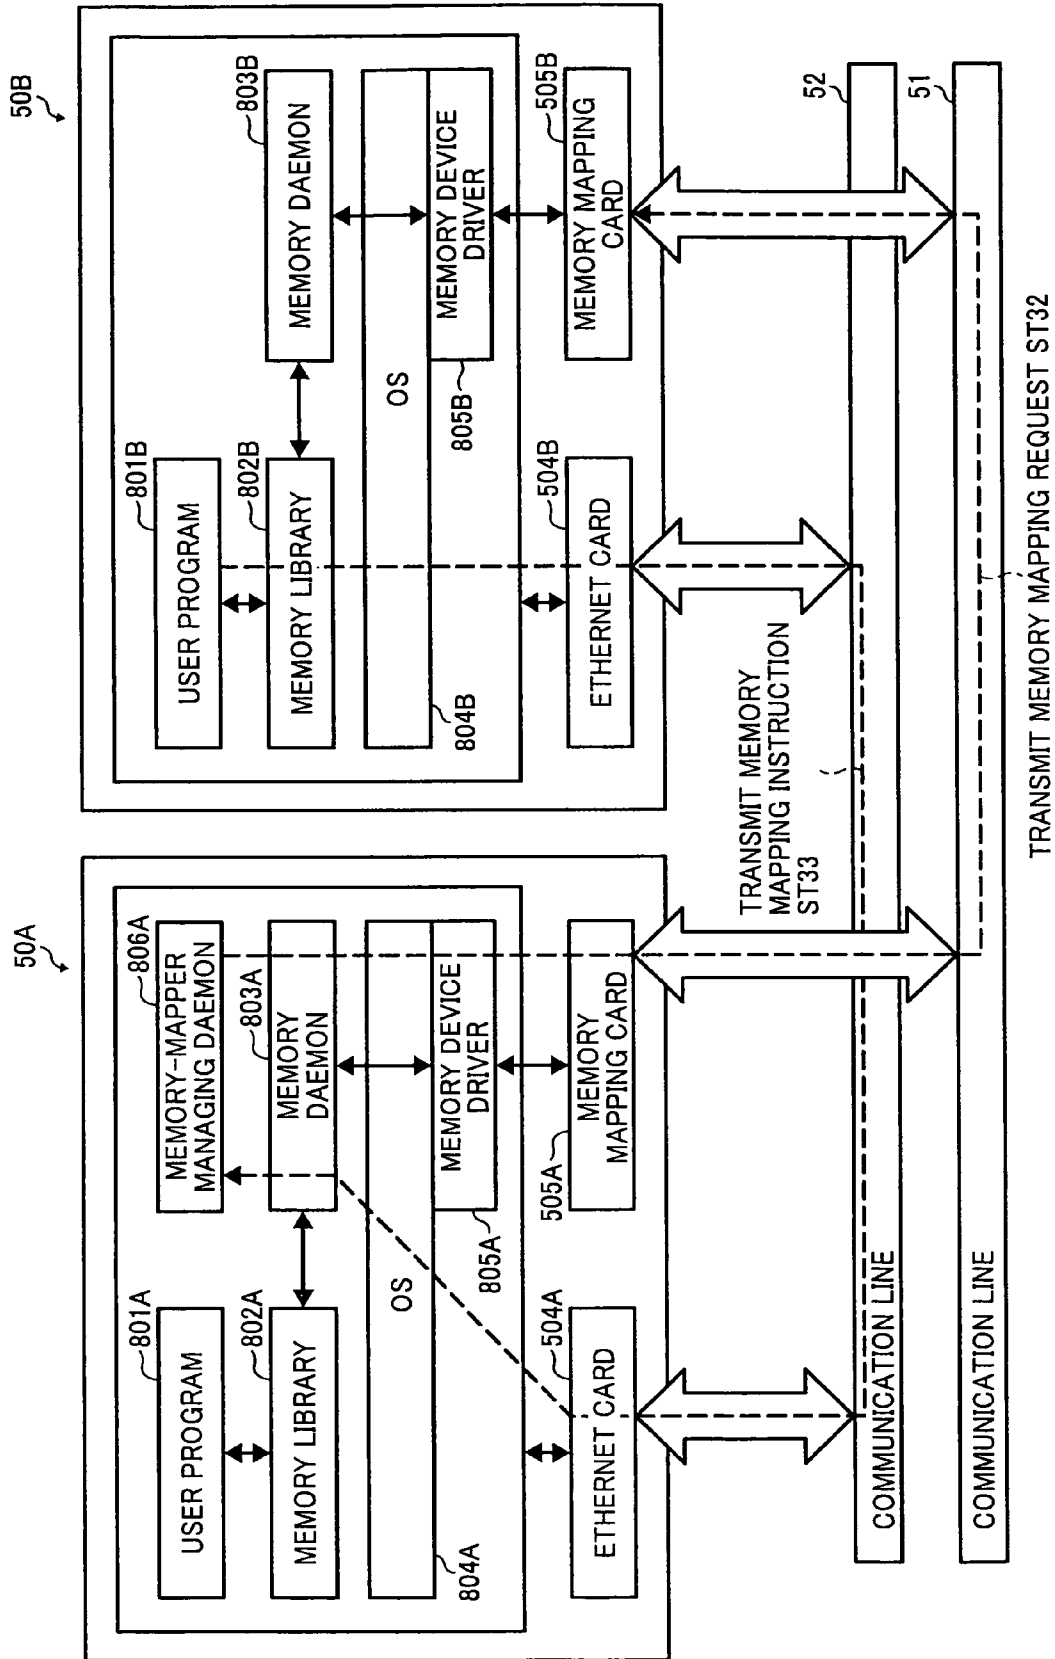 50A
801A
USER PROGRAM
802A
MEMORY LIBRARY
806A
MEMORY-MAPPER
MANAGING DAEMON
803A
MEMORY
DAEMON
OS
804A
MEMORY DEVICE
DRIVER
805A
504A
ETHERNET CARD
505A
MEMORY
MAPPING CARD
50B
801B
USER PROGRAM
802B
MEMORY LIBRARY
803B
MEMORY DAEMON
OS
804B
MEMORY DEVICE
DRIVER
805B
504B
ETHERNET CARD
505B
MEMORY MAPPING
CARD
TRANSMIT MEMORY
MAPPING INSTRUCTION
ST33
52
COMMUNICATION LINE
51
COMMUNICATION LINE
TRANSMIT MEMORY MAPPING REQUEST ST32